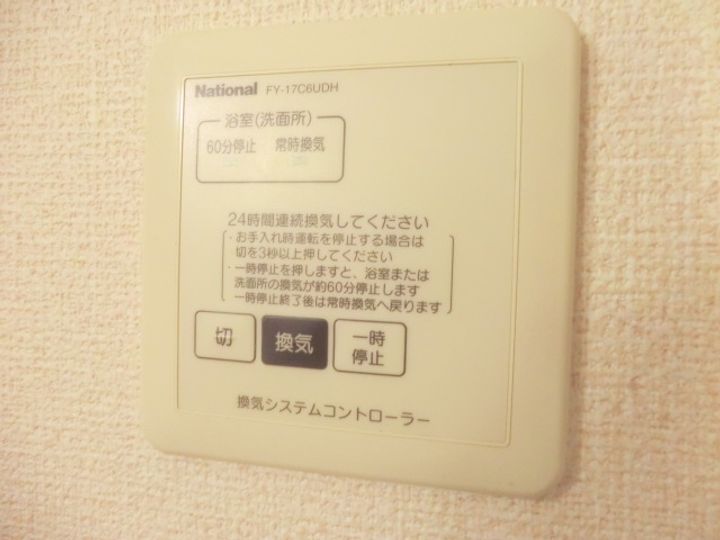 National FY-17C6UDH
浴室(洗面所)
60分停止 常時換気
24時間連続換気してください
・お手入れ時運転を停止する場合は
切を3秒以上押してください
・一時停止を押しますと、浴室または
洗面所の換気が約60分停止します
一時停止終了後は常時換気へ戻ります
切 換気 一時
停止
換気システムコントローラー